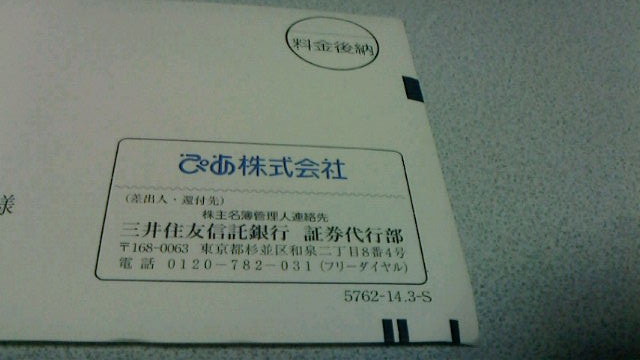 料金後納
ぴあ株式会社
(差出人・還付先)
株主名簿管理人連絡先
三井住友信託銀行 証券代行部
〒168-0063 東京都杉並区和泉二丁目8番4号
電話 0120-782-031 (フリーダイヤル)
様
5762-14.3-S